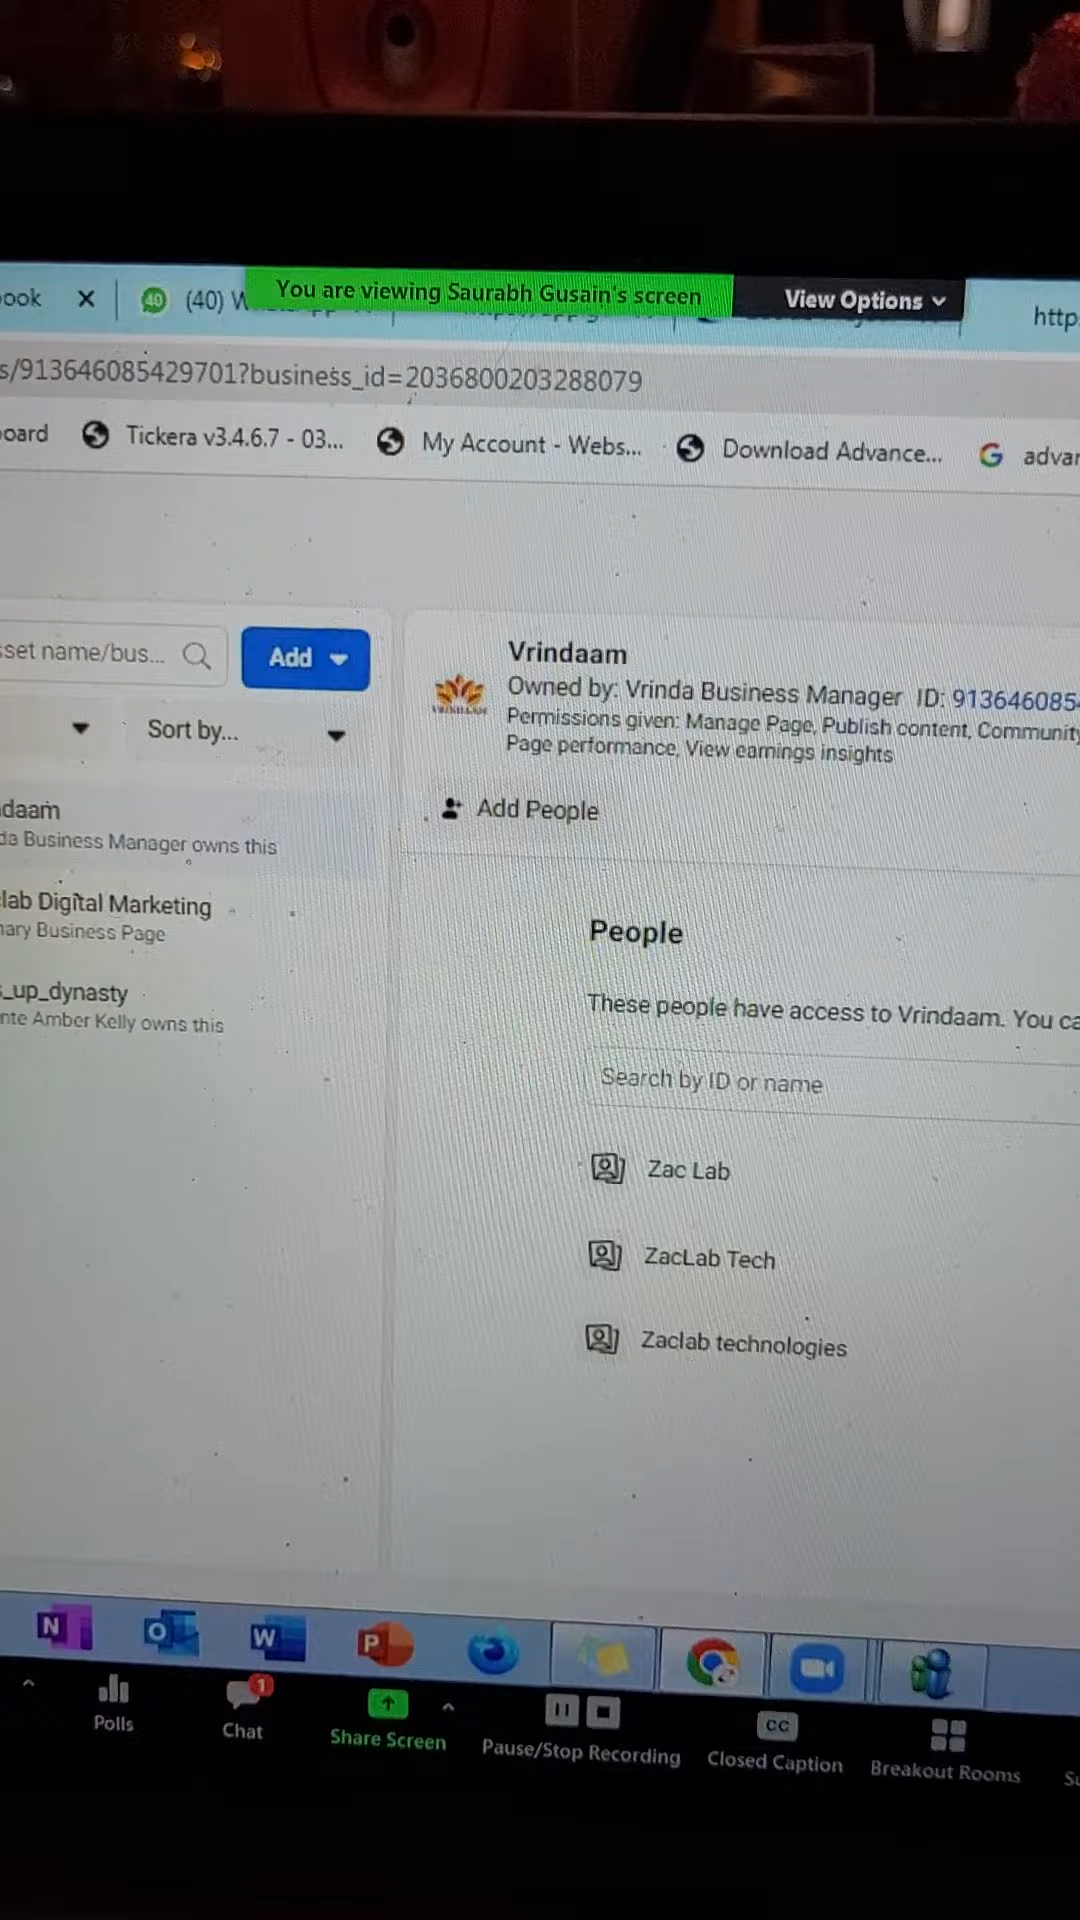 ook
(40) W
You are viewing Saurabh Gusain's screen
View Options
http
s/913646085429701?business_id=2036800203288079
oard
Tickera v3.4.6.7 - 03...
My Account - Webs...
Download Advance...
advan
sset name/bus...
Add
Sort by...
Vrindaam
Owned by: Vrinda Business Manager ID: 913646085
Permissions given: Manage Page, Publish content, Community
Page performance, View earnings insights
Add People
daam
da Business Manager owns this
lab Digital Marketing
nary Business Page
s_up_dynasty
nte Amber Kelly owns this
People
These people have access to Vrindaam. You ca
Search by ID or name
Zac Lab
ZacLab Tech
Zaclab technologies
Polls
1
Chat
Share Screen
Pause/Stop Recording
CC
Closed Caption
Breakout Rooms